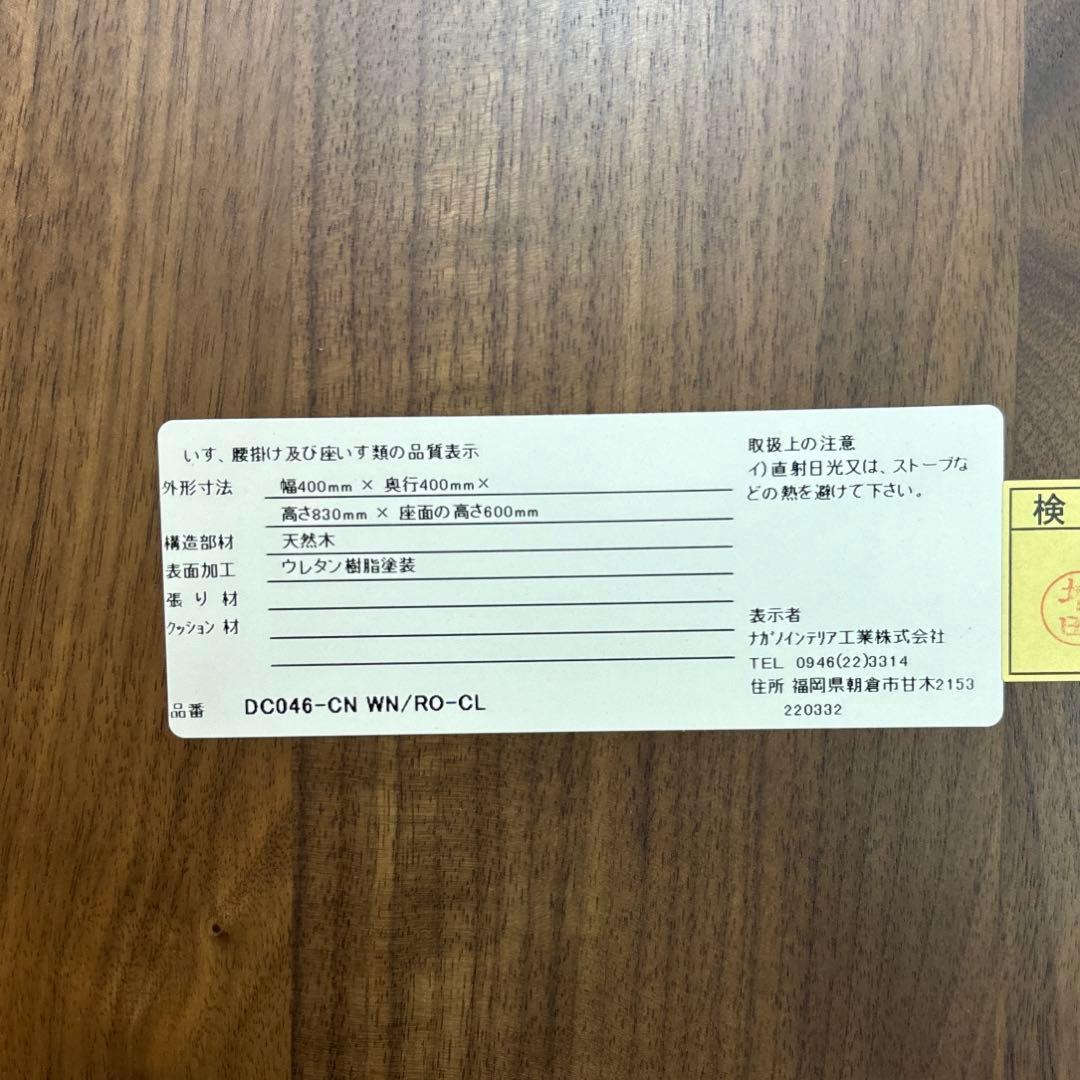 いす、腰掛け及び座いす類の品質表示
外形寸法 幅400mm × 奥行400mm×
高さ830mm × 座面の高さ600mm
構造部材 天然木
表面加工 ウレタン樹脂塗装
張り材
クッション材
品番 DC046-CN WN/RO-CL
取扱上の注意
イ)直射日光又は、ストーブな
どの熱を避けて下さい。
表示者
ナガノインテリア工業株式会社
TEL 0946(22)3314
住所 福岡県朝倉市甘木2153
220332
検